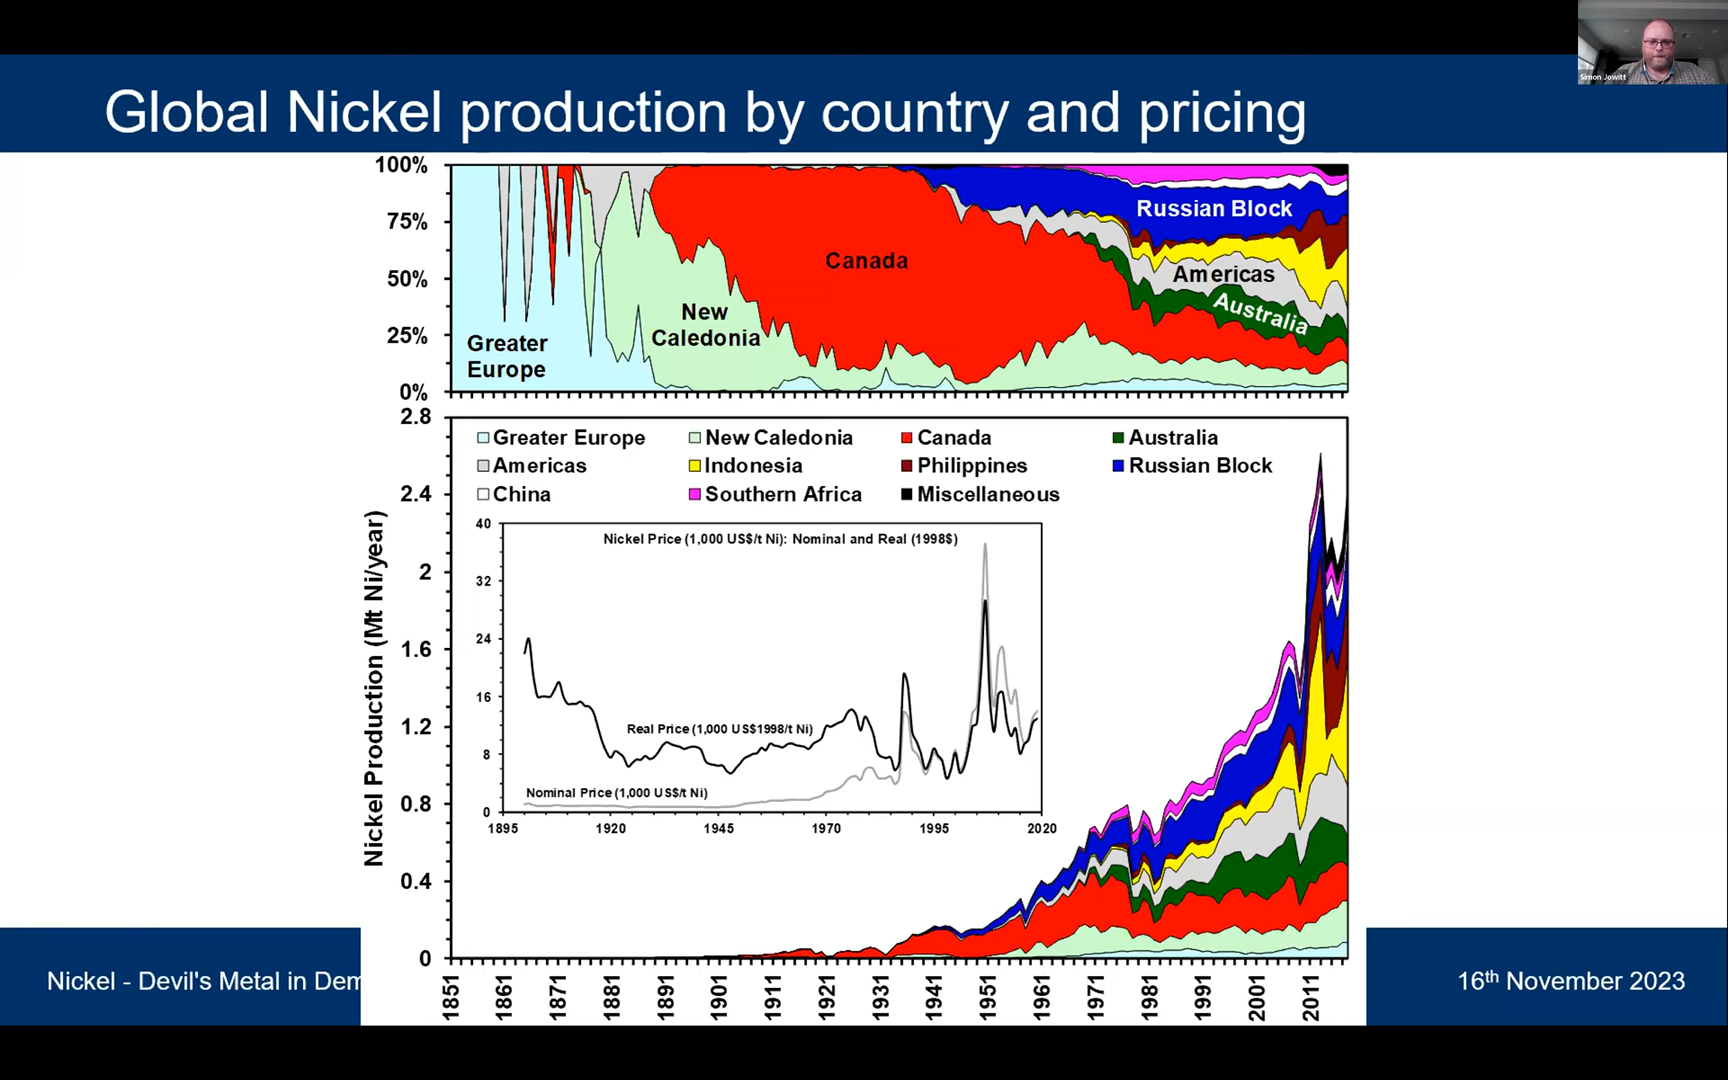 Simon Jowitt
Global Nickel production by country and pricing
100%
75%
50%
25%
0%
Greater
Europe
New
Caledonia
Canada
Russian Block
Americas
Australia
Nickel Production (Mt Ni/year)
2.8
2.4
2
1.6
1.2
0.8
0.4
0
Greater Europe New Caledonia Canada Australia
Americas Indonesia Philippines Russian Block
China Southern Africa Miscellaneous
Nickel Price (1,000 US$/t Ni): Nominal and Real (1998$)
40
32
24
16
8
0
Real Price (1,000 US$1998/t Ni)
Nominal Price (1,000 US$/t Ni)
1895 1920 1945 1970 1995 2020
1851 1861 1871 1881 1891 1901 1911 1921 1931 1941 1951 1961 1971 1981 1991 2001 2011
Nickel - Devil's Metal in Dem
16th November 2023